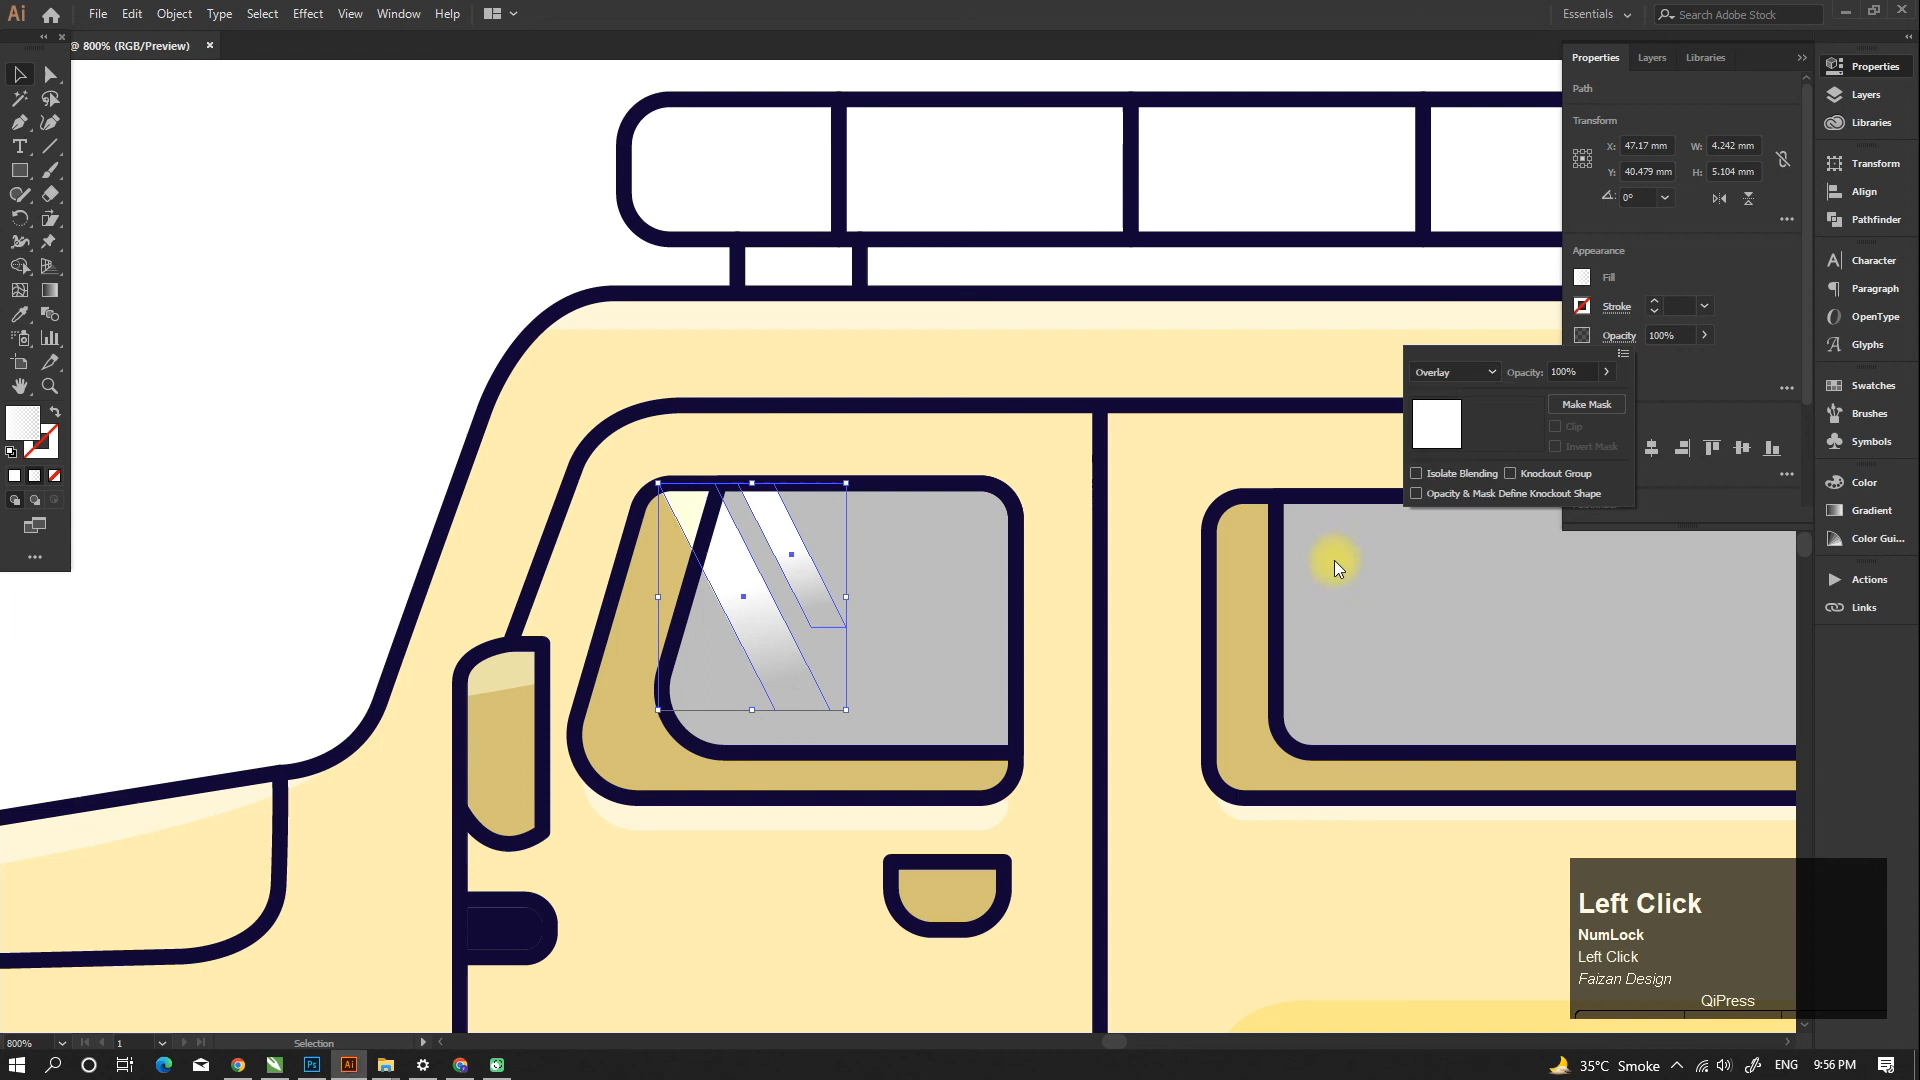 Ai
File Edit Object Type Select Effect View Window Help
Essentials
Search Adobe Stock
@ 800% (RGB/Preview) ×
Properties Layers Libraries
Path
Transform
X: 47.17 mm W: 4.242 mm
Y: 40.479 mm H: 5.104 mm
0°
Appearance
Fill
Stroke
Opacity 100%
Overlay Opacity: 100%
Make Mask
Clip
Invert Mask
Isolate Blending Knockout Group
Opacity & Mask Define Knockout Shape
Properties
Layers
Libraries
Transform
Align
Pathfinder
Character
Paragraph
OpenType
Glyphs
Swatches
Brushes
Symbols
Color
Gradient
Color Gui...
Actions
Links
Left Click
NumLock
Left Click
Faizan Design
QiPress
800% 1 Selection
Ps Ai
35°C Smoke ENG 9:56 PM